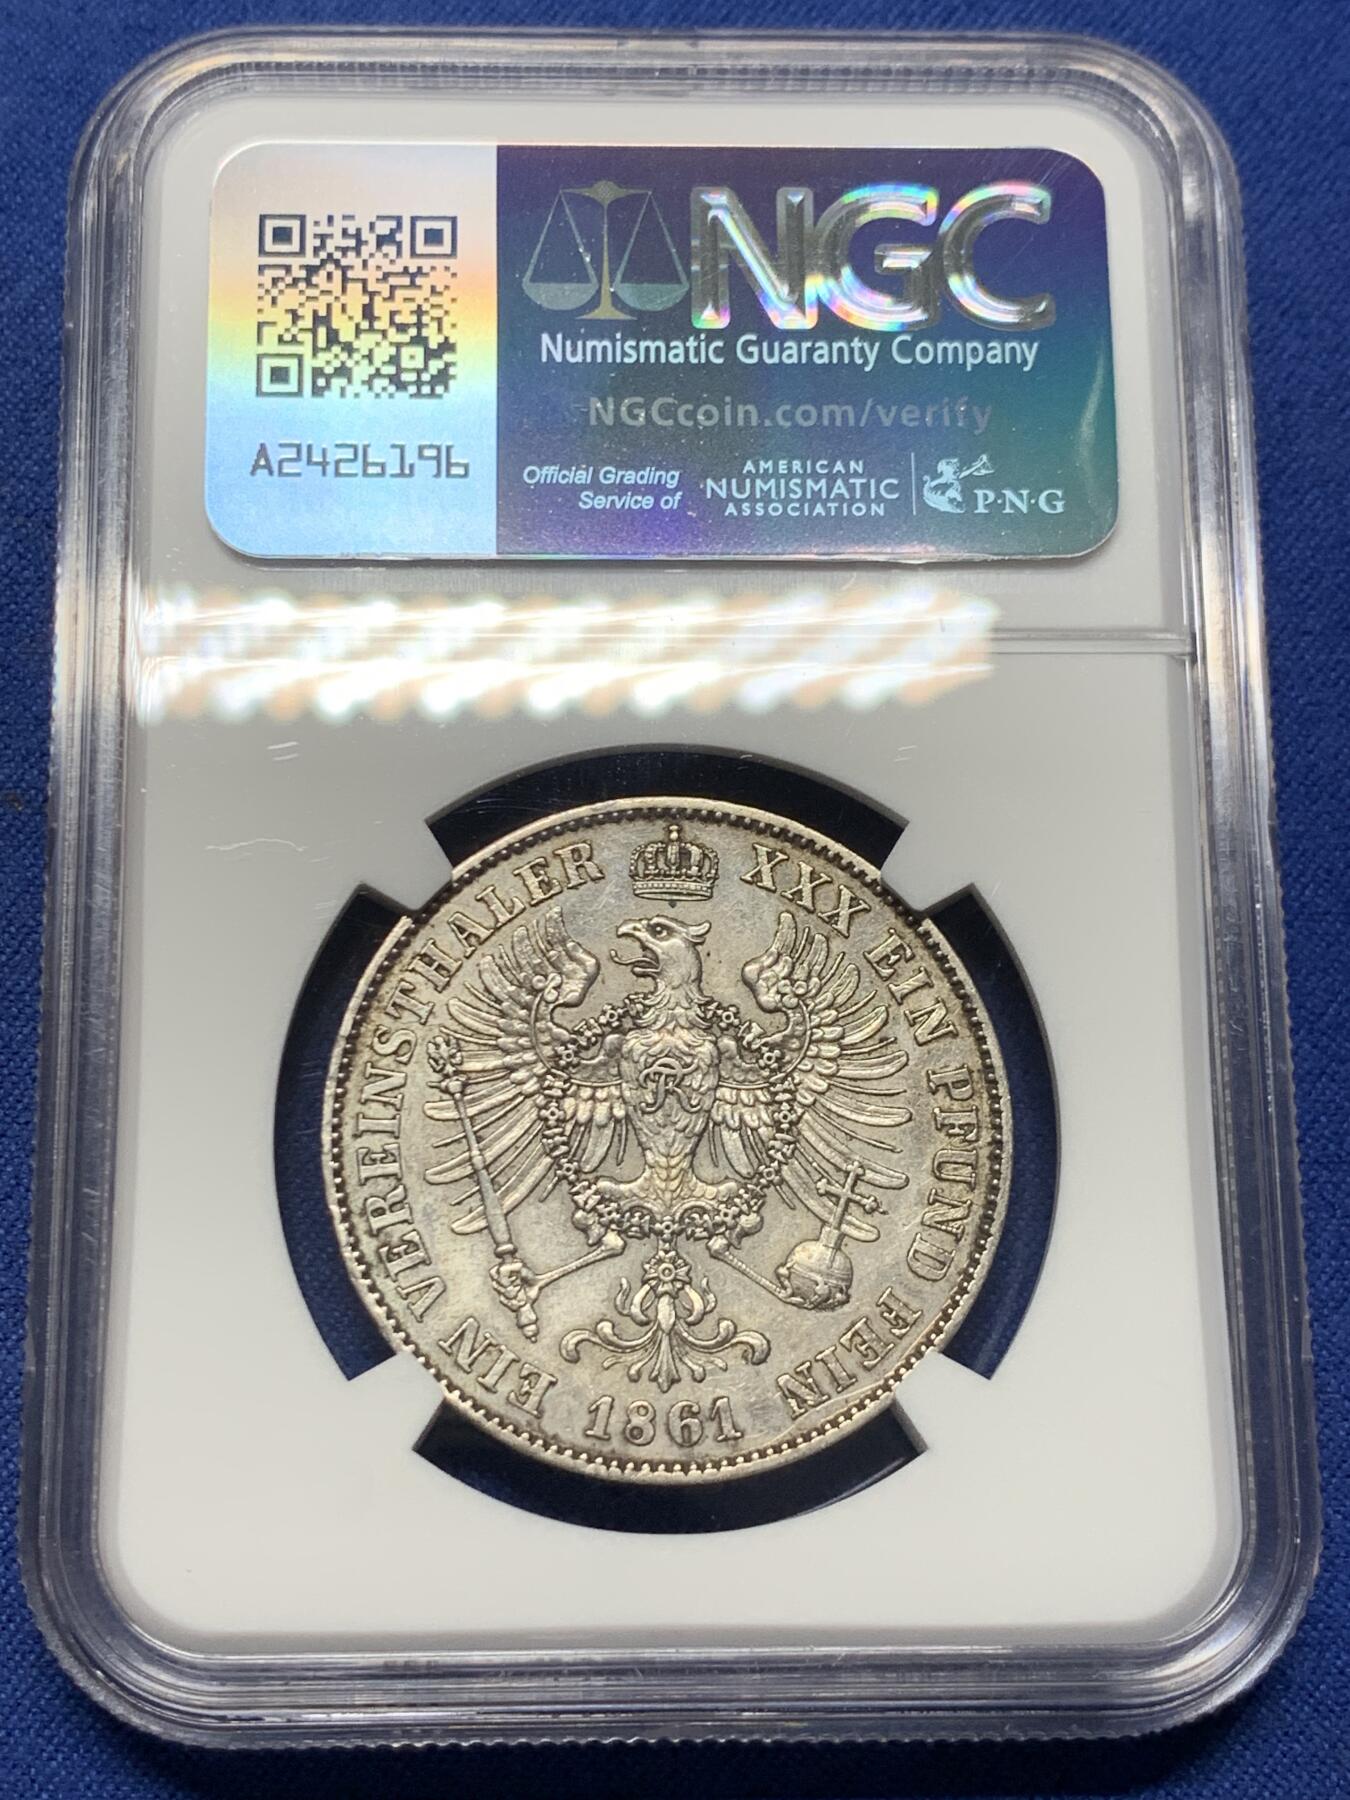 NGC
Numismatic Guaranty Company
NGCcoin.com/verify
A2426196
Official Grading
Service of
AMERICAN
NUMISMATIC
ASSOCIATION
P·N·G
EIN VEREINSTHALER XXX EIN PFUND FEIN
1861